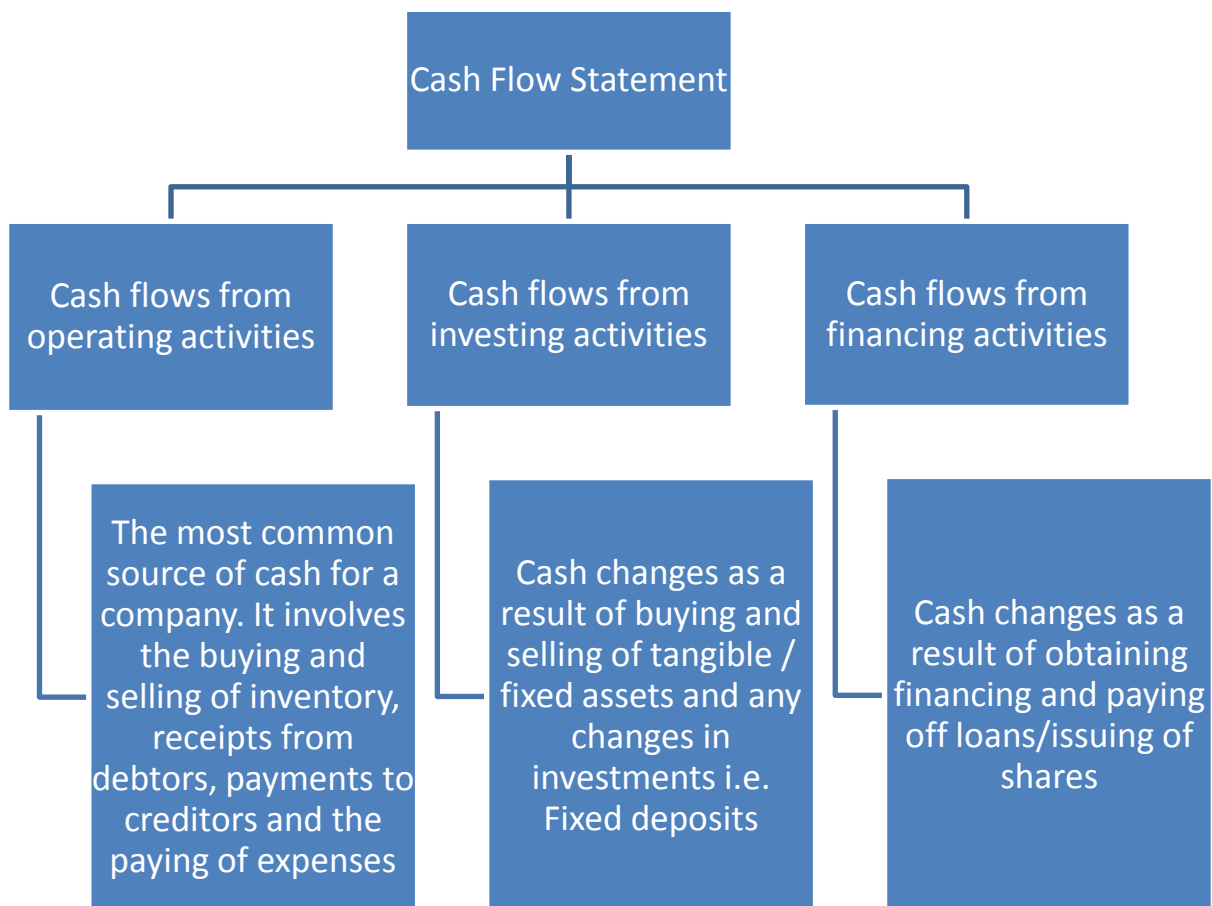 Cash Flow Statement
Cash flows from
operating activities
Cash flows from
investing activities
Cash flows from
financing activities
The most common
source of cash for a
company. It involves
the buying and
selling of inventory,
receipts from
debtors, payments to
creditors and the
paying of expenses
Cash changes as a
result of buying and
selling of tangible /
fixed assets and any
changes in
investments i.e.
Fixed deposits
Cash changes as a
result of obtaining
financing and paying
off loans/issuing of
shares